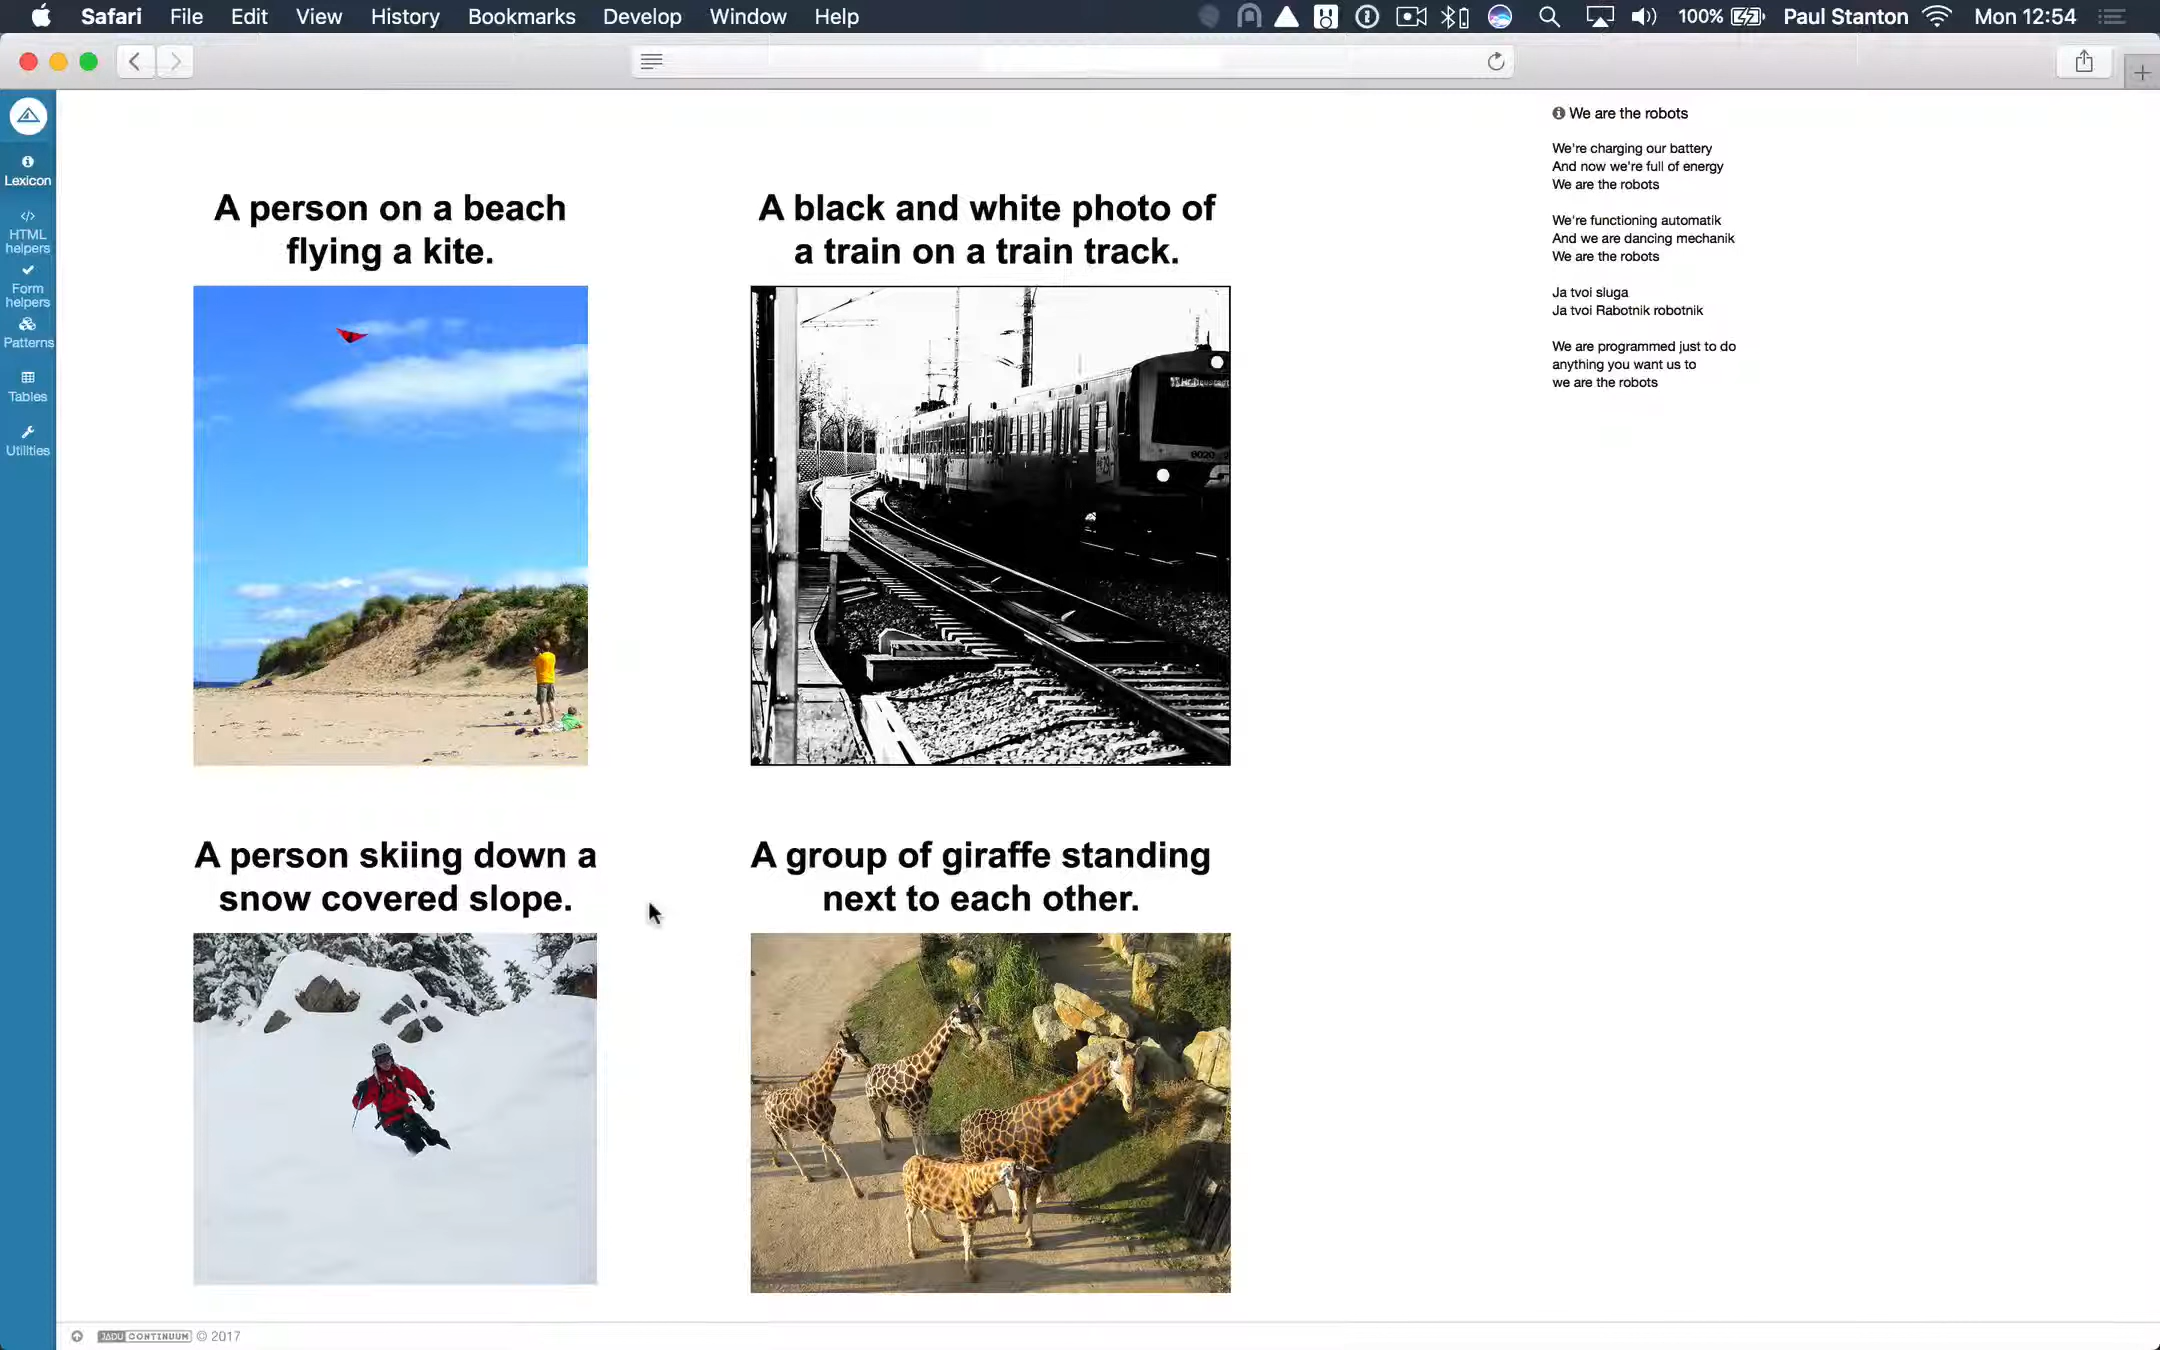 Safari File Edit View History Bookmarks Develop Window Help 100% Paul Stanton Mon 12:54
Lexicon
HTML
helpers
Form
helpers
Patterns
Tables
Utilities
A person on a beach
flying a kite.
A black and white photo of
a train on a train track.
A person skiing down a
snow covered slope.
A group of giraffe standing
next to each other.
We are the robots
We're charging our battery
And now we're full of energy
We are the robots
We're functioning automatik
And we are dancing mechanik
We are the robots
Ja tvoi sluga
Ja tvoi Rabotnik robotnik
We are programmed just to do
anything you want us to
we are the robots
JADU CONTINUUM © 2017